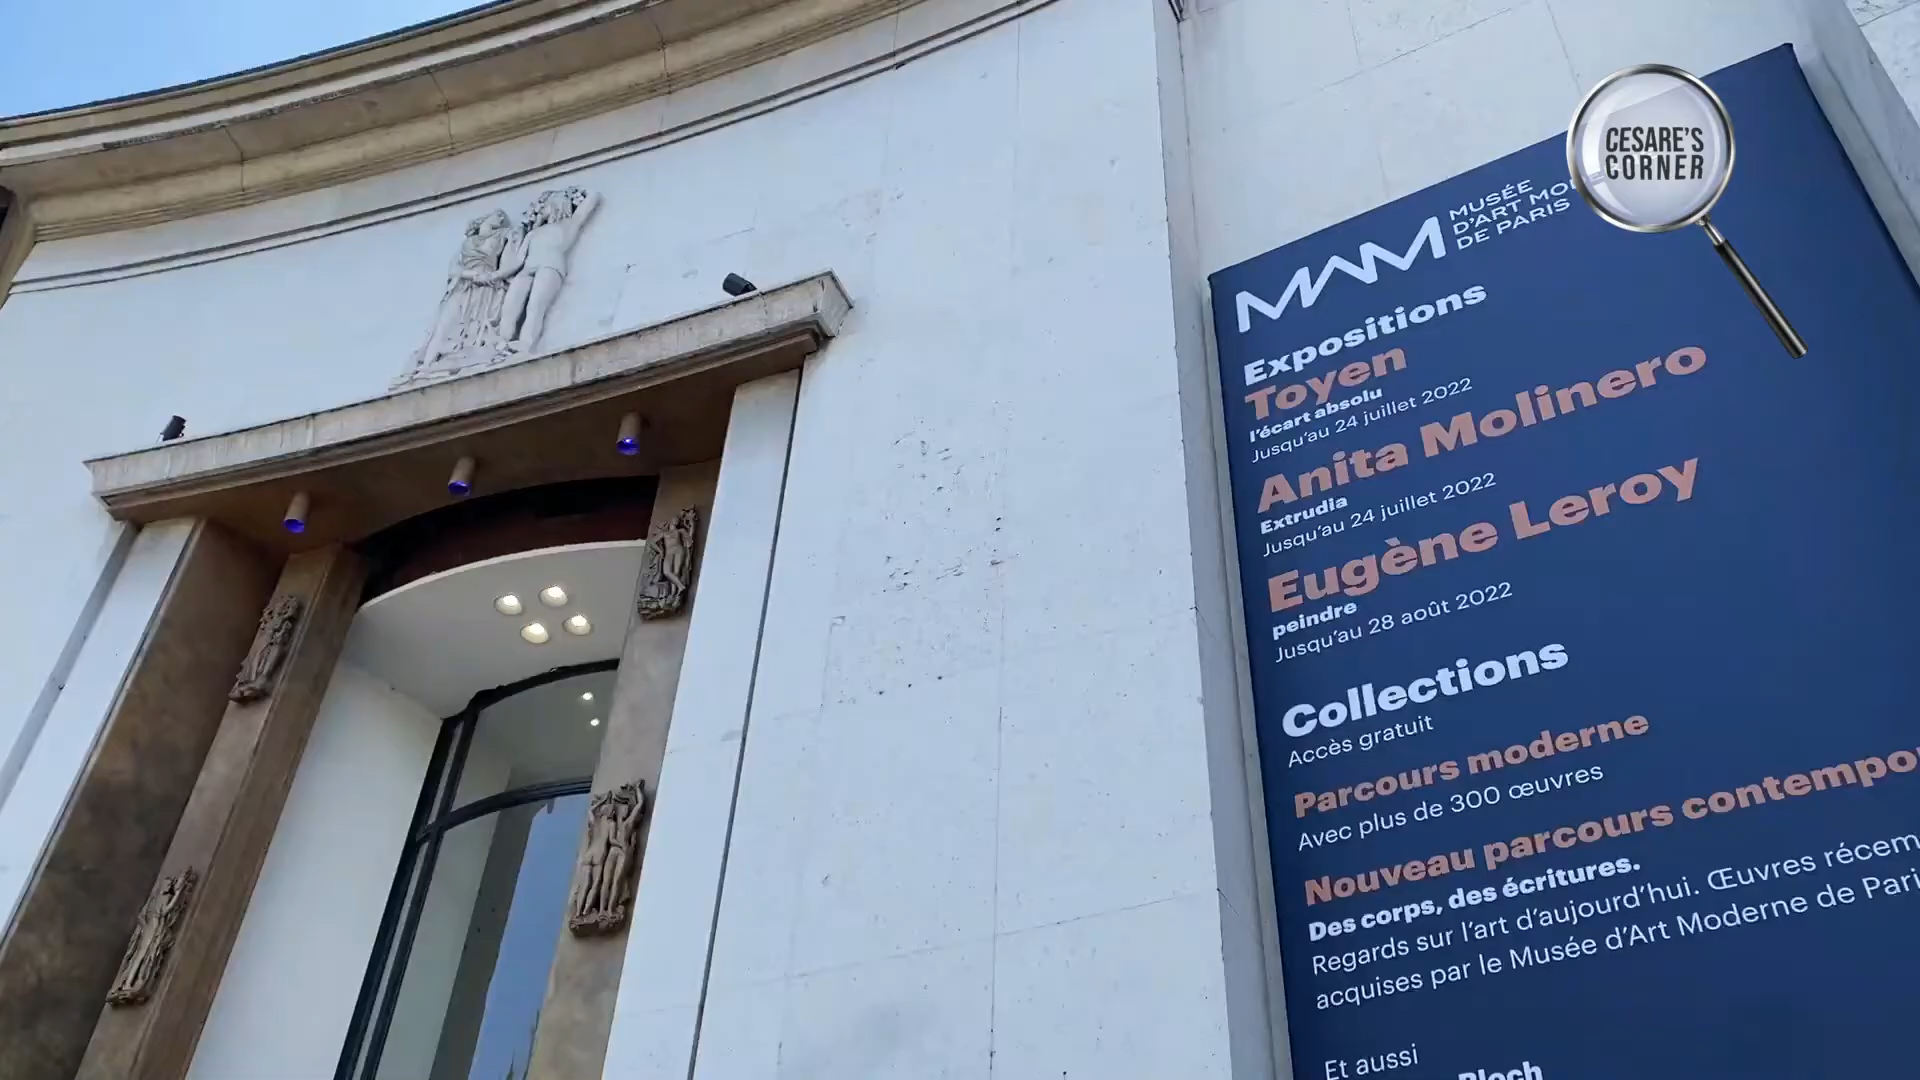 CESARE'S
CORNER
MAM
MUSÉE
D'ART MO
DE PARIS
Expositions
Toyen
l'écart absolu
Jusqu'au 24 juillet 2022
Anita Molinero
Extrudia
Jusqu'au 24 juillet 2022
Eugène Leroy
peindre
Jusqu'au 28 août 2022
Collections
Accès gratuit
Parcours moderne
Avec plus de 300 œuvres
Nouveau parcours contempo
Des corps, des écritures.
Regards sur l'art d'aujourd'hui. Œuvres récem
acquises par le Musée d'Art Moderne de Pari
Et aussi
Bloch